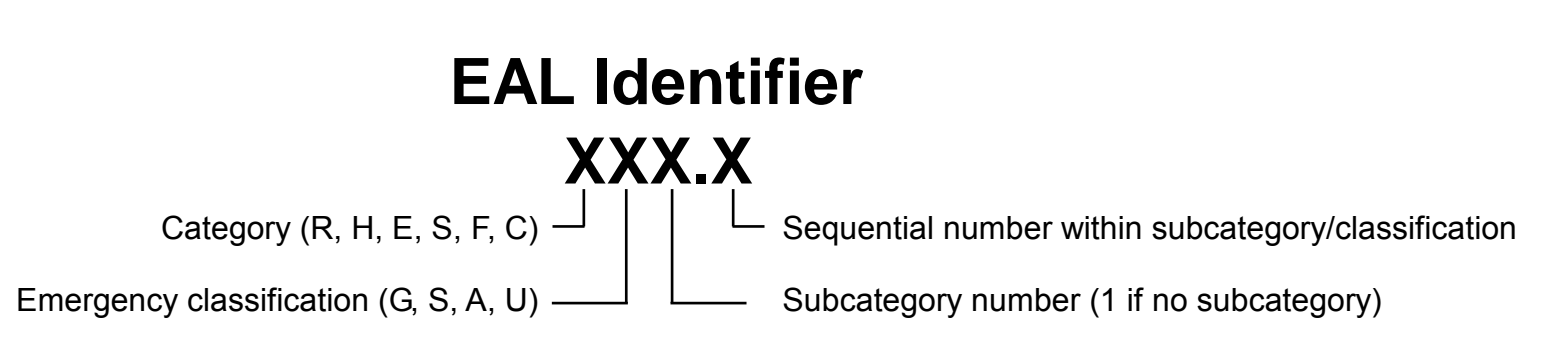 EAL Identifier
XXX.X
Category (R, H, E, S, F, C)
Sequential number within subcategory/classification
Emergency classification (G, S, A, U)
Subcategory number (1 if no subcategory)